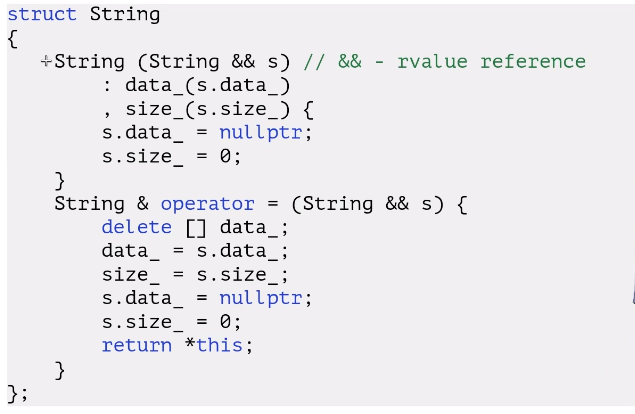 struct String
{
    String (String && s) // && - rvalue reference
        : data_(s.data_)
        , size_(s.size_) {
        s.data_ = nullptr;
        s.size_ = 0;
    }
    String & operator = (String && s) {
        delete [] data_;
        data_ = s.data_;
        size_ = s.size_;
        s.data_ = nullptr;
        s.size_ = 0;
        return *this;
    }
};